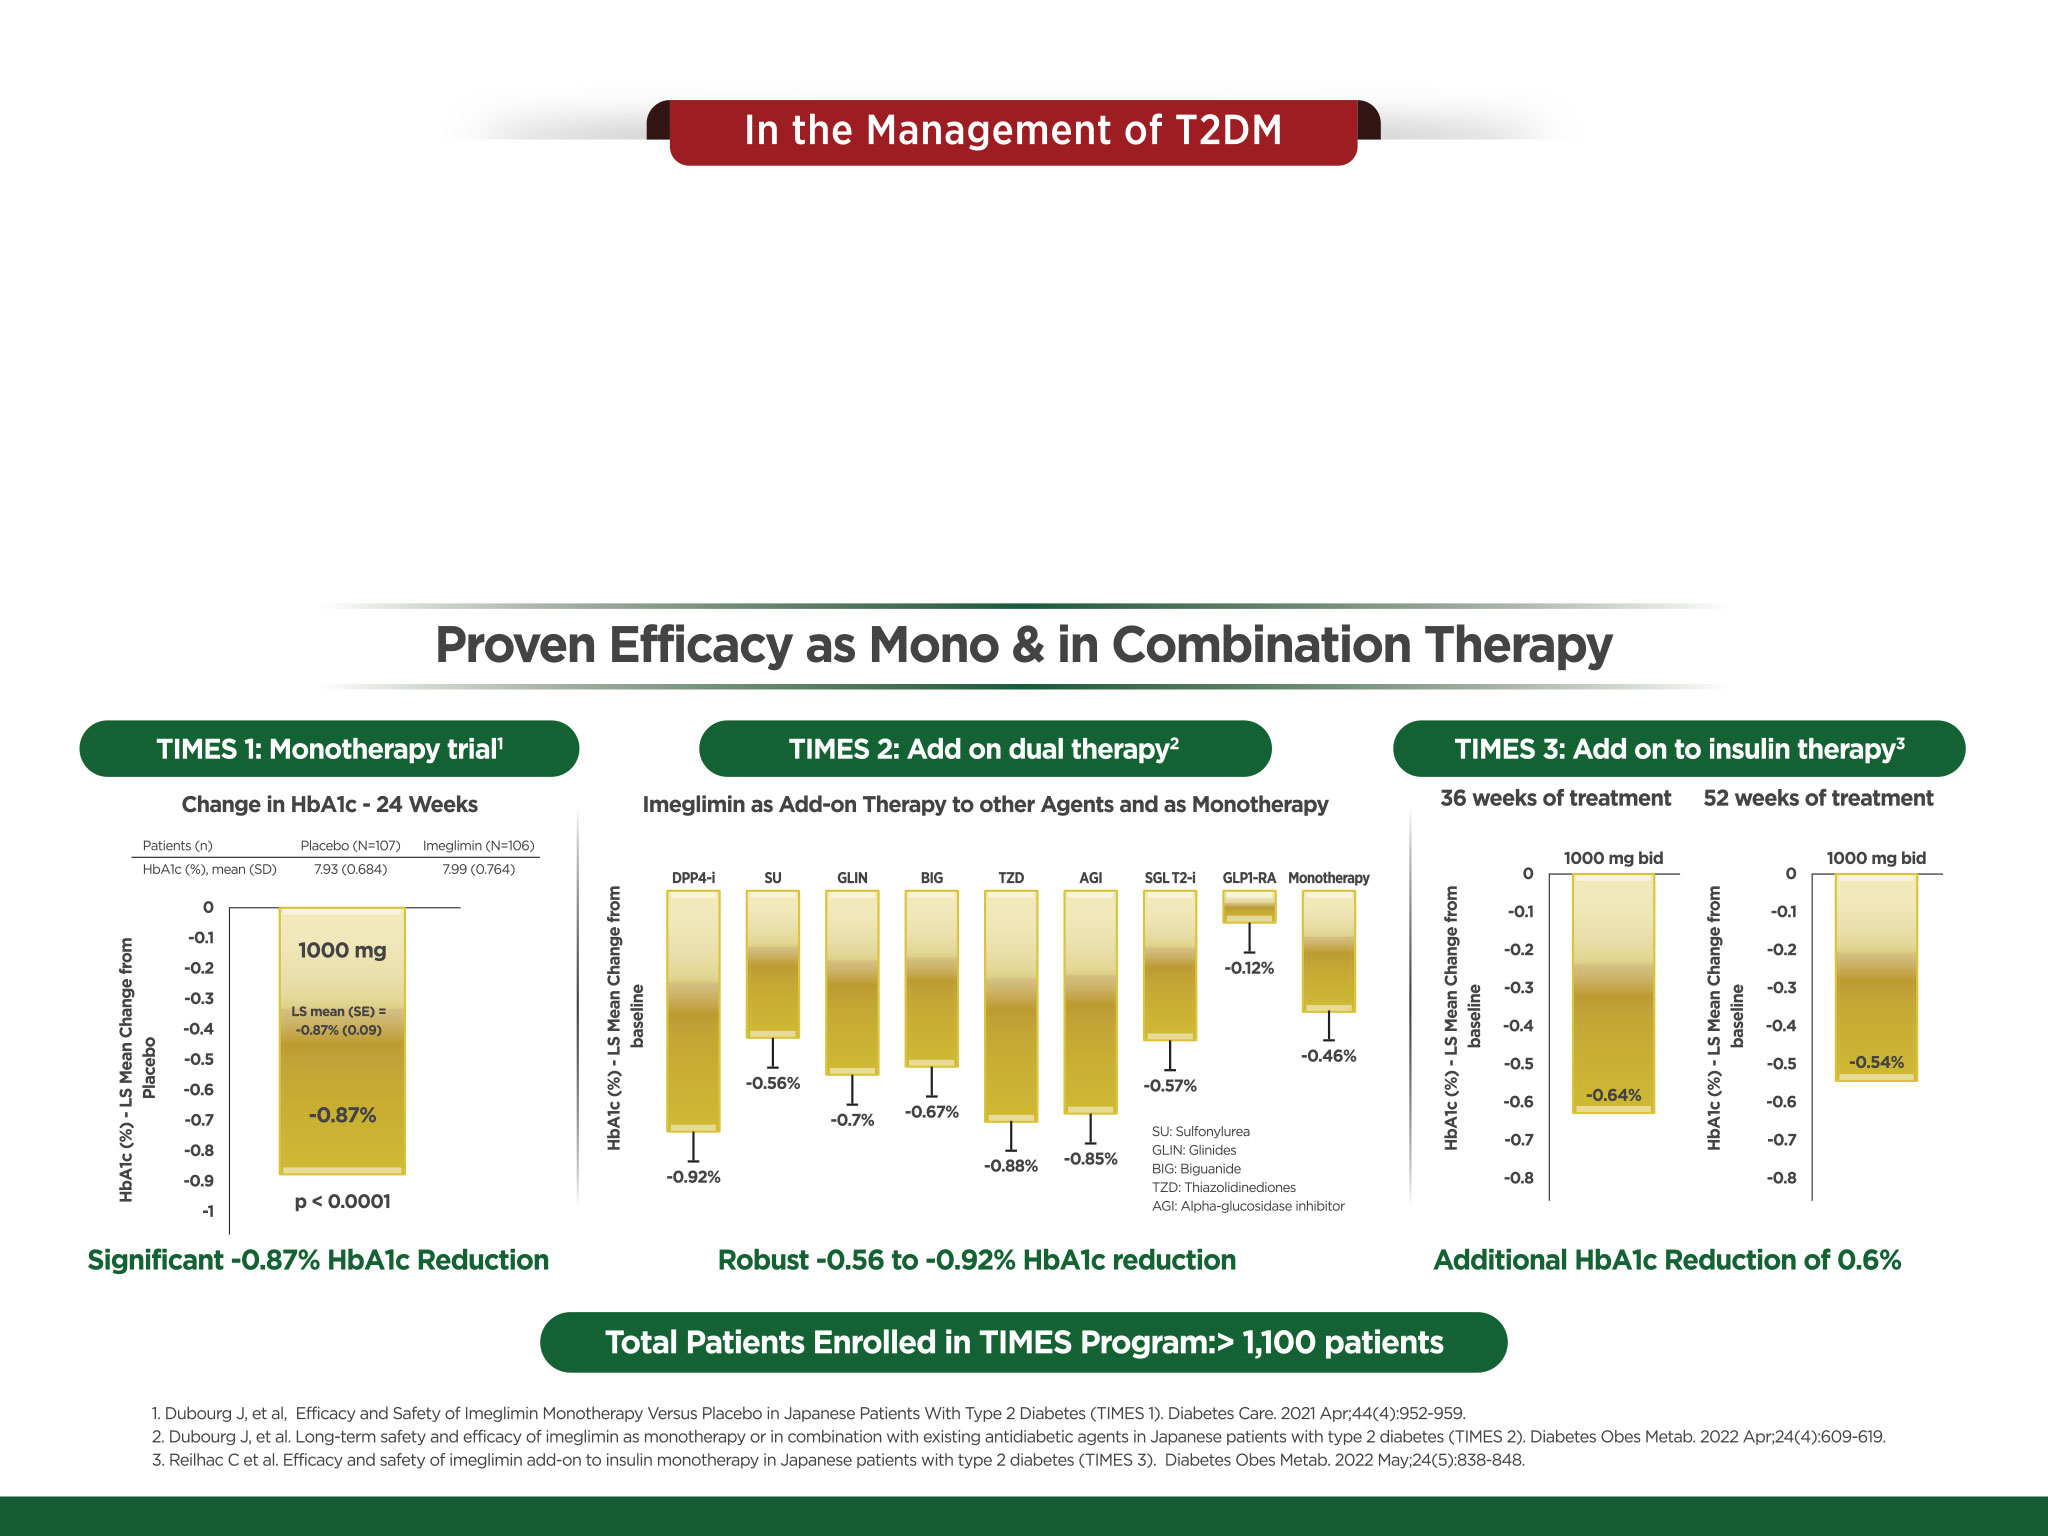 In the Management of T2DM
Proven Efficacy as Mono & in Combination Therapy
TIMES 1: Monotherapy trial¹
Change in HbA1c - 24 Weeks
Patients (n) Placebo (N=107) Imeglimin (N=106)
HbA1c (%), mean (SD) 7.93 (0.684) 7.99 (0.764)
HbA1c (%) - LS Mean Change from
Placebo
0
-0.1
-0.2
-0.3
-0.4
-0.5
-0.6
-0.7
-0.8
-0.9
-1
1000 mg
LS mean (SE) =
-0.87% (0.09)
-0.87%
p < 0.0001
Significant -0.87% HbA1c Reduction
TIMES 2: Add on dual therapy²
Imeglimin as Add-on Therapy to other Agents and as Monotherapy
HbA1c (%) - LS Mean Change from
baseline
DPP4-i SU GLIN BIG TZD AGI SGL T2-i GLP1-RA Monotherapy
-0.92% -0.56% -0.7% -0.67% -0.88% -0.85% -0.57% -0.12% -0.46%
SU: Sulfonylurea
GLIN: Glinides
BIG: Biguanide
TZD: Thiazolidinediones
AGI: Alpha-glucosidase inhibitor
Robust -0.56 to -0.92% HbA1c reduction
TIMES 3: Add on to insulin therapy³
36 weeks of treatment
HbA1c (%) - LS Mean Change from
baseline
1000 mg bid
0
-0.1
-0.2
-0.3
-0.4
-0.5
-0.6
-0.7
-0.8
-0.64%
52 weeks of treatment
HbA1c (%) - LS Mean Change from
baseline
1000 mg bid
0
-0.1
-0.2
-0.3
-0.4
-0.5
-0.6
-0.7
-0.8
-0.54%
Additional HbA1c Reduction of 0.6%
Total Patients Enrolled in TIMES Program:> 1,100 patients
1. Dubourg J, et al, Efficacy and Safety of Imeglimin Monotherapy Versus Placebo in Japanese Patients With Type 2 Diabetes (TIMES 1). Diabetes Care. 2021 Apr;44(4):952-959.
2. Dubourg J, et al. Long-term safety and efficacy of imeglimin as monotherapy or in combination with existing antidiabetic agents in Japanese patients with type 2 diabetes (TIMES 2). Diabetes Obes Metab. 2022 Apr;24(4):609-619.
3. Reilhac C et al. Efficacy and safety of imeglimin add-on to insulin monotherapy in Japanese patients with type 2 diabetes (TIMES 3). Diabetes Obes Metab. 2022 May;24(5):838-848.